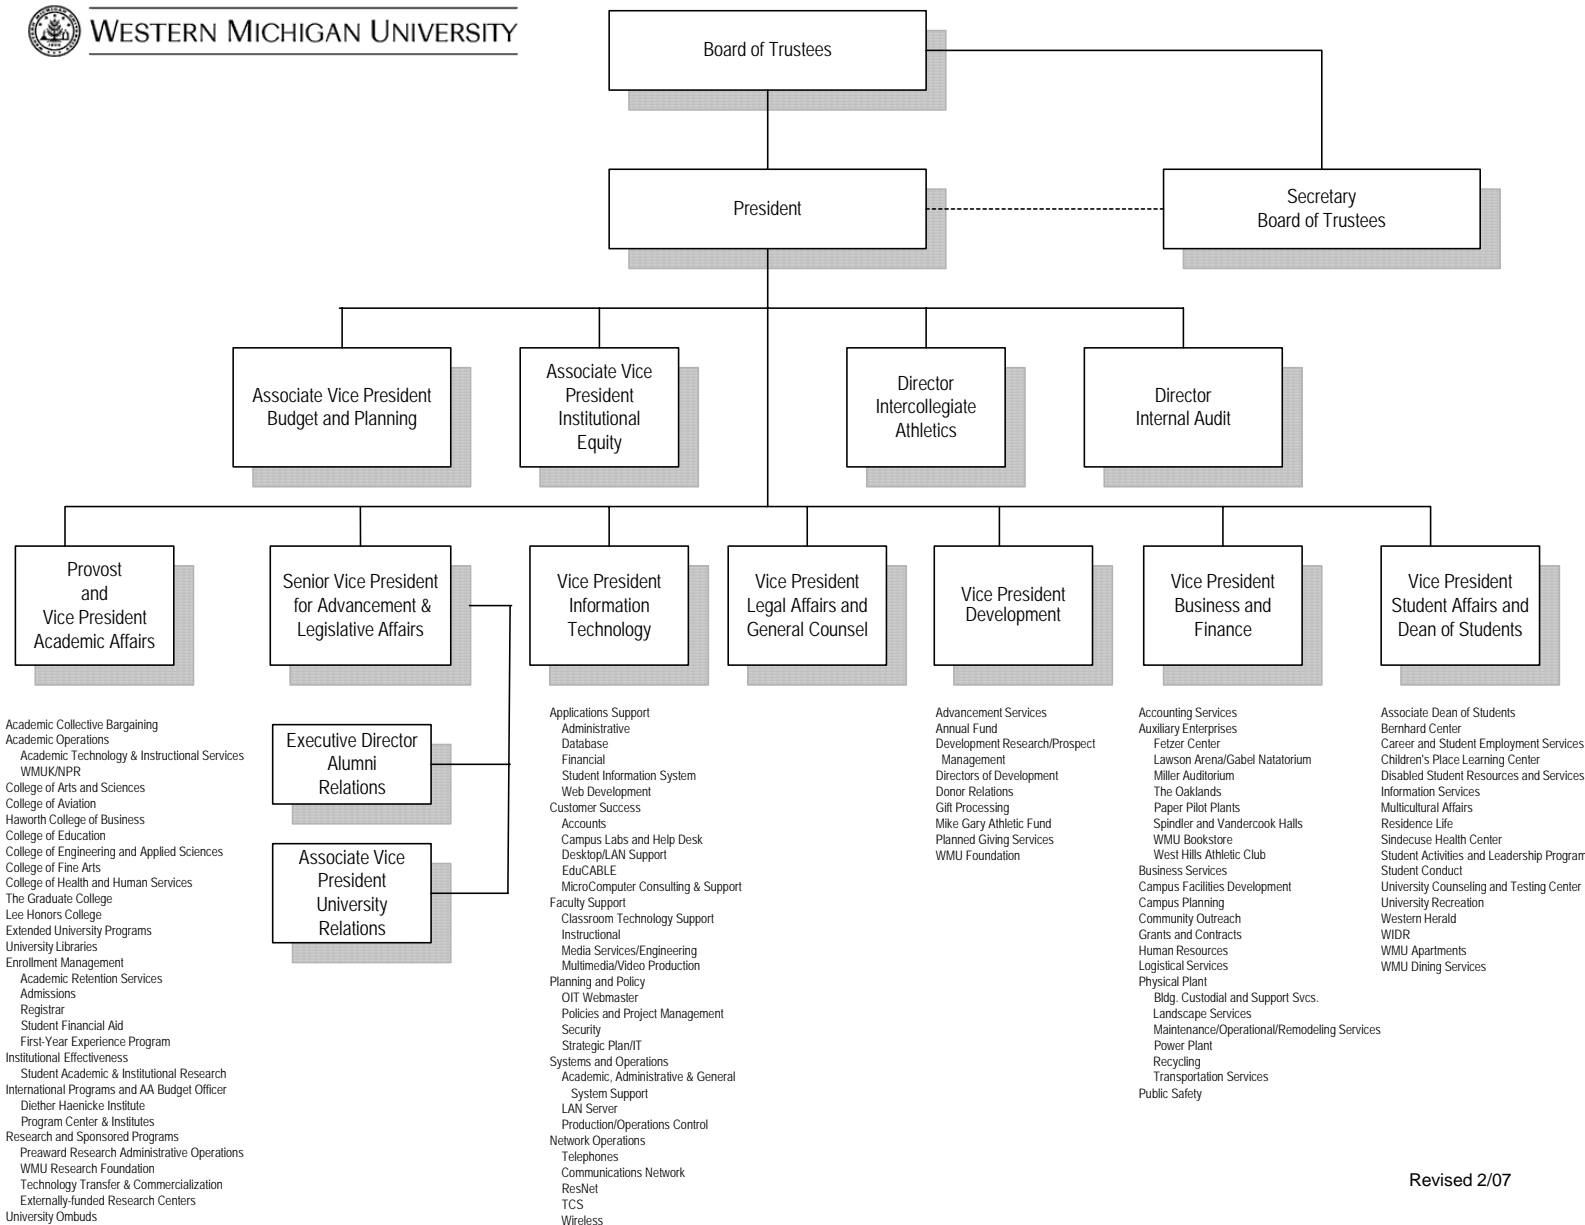 WESTERN MICHIGAN UNIVERSITY
Board of Trustees
President
Secretary
Board of Trustees
Associate Vice President
Budget and Planning
Associate Vice
President
Institutional
Equity
Director
Intercollegiate
Athletics
Director
Internal Audit
Provost
and
Vice President
Academic Affairs
Senior Vice President
for Advancement &
Legislative Affairs
Vice President
Information
Technology
Vice President
Legal Affairs and
General Counsel
Vice President
Development
Vice President
Business and
Finance
Vice President
Student Affairs and
Dean of Students
Academic Collective Bargaining
Academic Operations
Academic Technology & Instructional Services
WMUK/NPR
College of Arts and Sciences
College of Aviation
Haworth College of Business
College of Education
College of Engineering and Applied Sciences
College of Fine Arts
College of Health and Human Services
The Graduate College
Lee Honors College
Extended University Programs
University Libraries
Enrollment Management
Academic Retention Services
Admissions
Registrar
Student Financial Aid
First-Year Experience Program
Institutional Effectiveness
Student Academic & Institutional Research
International Programs and AA Budget Officer
Diether Haenicke Institute
Program Center & Institutes
Research and Sponsored Programs
Preaward Research Administrative Operations
WMU Research Foundation
Technology Transfer & Commercialization
Externally-funded Research Centers
University Ombuds
Executive Director
Alumni
Relations
Associate Vice
President
University
Relations
Applications Support
Administrative
Database
Financial
Student Information System
Web Development
Customer Success
Accounts
Campus Labs and Help Desk
Desktop/LAN Support
EduCABLE
MicroComputer Consulting & Support
Faculty Support
Classroom Technology Support
Instructional
Media Services/Engineering
Multimedia/Video Production
Planning and Policy
OIT Webmaster
Policies and Project Management
Security
Strategic Plan/IT
Systems and Operations
Academic, Administrative & General
System Support
LAN Server
Production/Operations Control
Network Operations
Telephones
Communications Network
ResNet
TCS
Wireless
Advancement Services
Annual Fund
Development Research/Prospect
Management
Directors of Development
Donor Relations
Gift Processing
Mike Gary Athletic Fund
Planned Giving Services
WMU Foundation
Accounting Services
Auxiliary Enterprises
Fetzer Center
Lawson Arena/Gabel Natatorium
Miller Auditorium
The Oaklands
Paper Pilot Plants
Spindler and Vandercook Halls
WMU Bookstore
West Hills Athletic Club
Business Services
Campus Facilities Development
Campus Planning
Community Outreach
Grants and Contracts
Human Resources
Logistical Services
Physical Plant
Bldg. Custodial and Support Svcs.
Landscape Services
Maintenance/Operational/Remodeling Services
Power Plant
Recycling
Transportation Services
Public Safety
Associate Dean of Students
Bernhard Center
Career and Student Employment Services
Children's Place Learning Center
Disabled Student Resources and Services
Information Services
Multicultural Affairs
Residence Life
Sindecuse Health Center
Student Activities and Leadership Program
Student Conduct
University Counseling and Testing Center
University Recreation
Western Herald
WIDR
WMU Apartments
WMU Dining Services
Revised 2/07